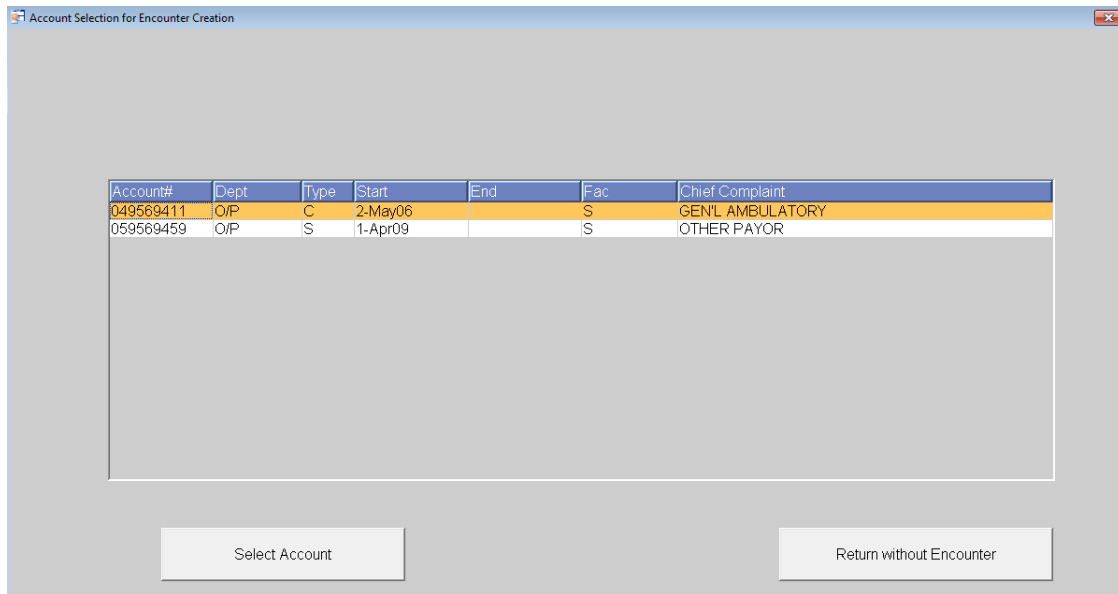 Account Selection for Encounter Creation
Account# Dept Type Start End Fac Chief Complaint
049569411 O/P C 2-May06 S GEN'L AMBULATORY
059569459 O/P S 1-Apr09 S OTHER PAYOR
Select Account Return without Encounter